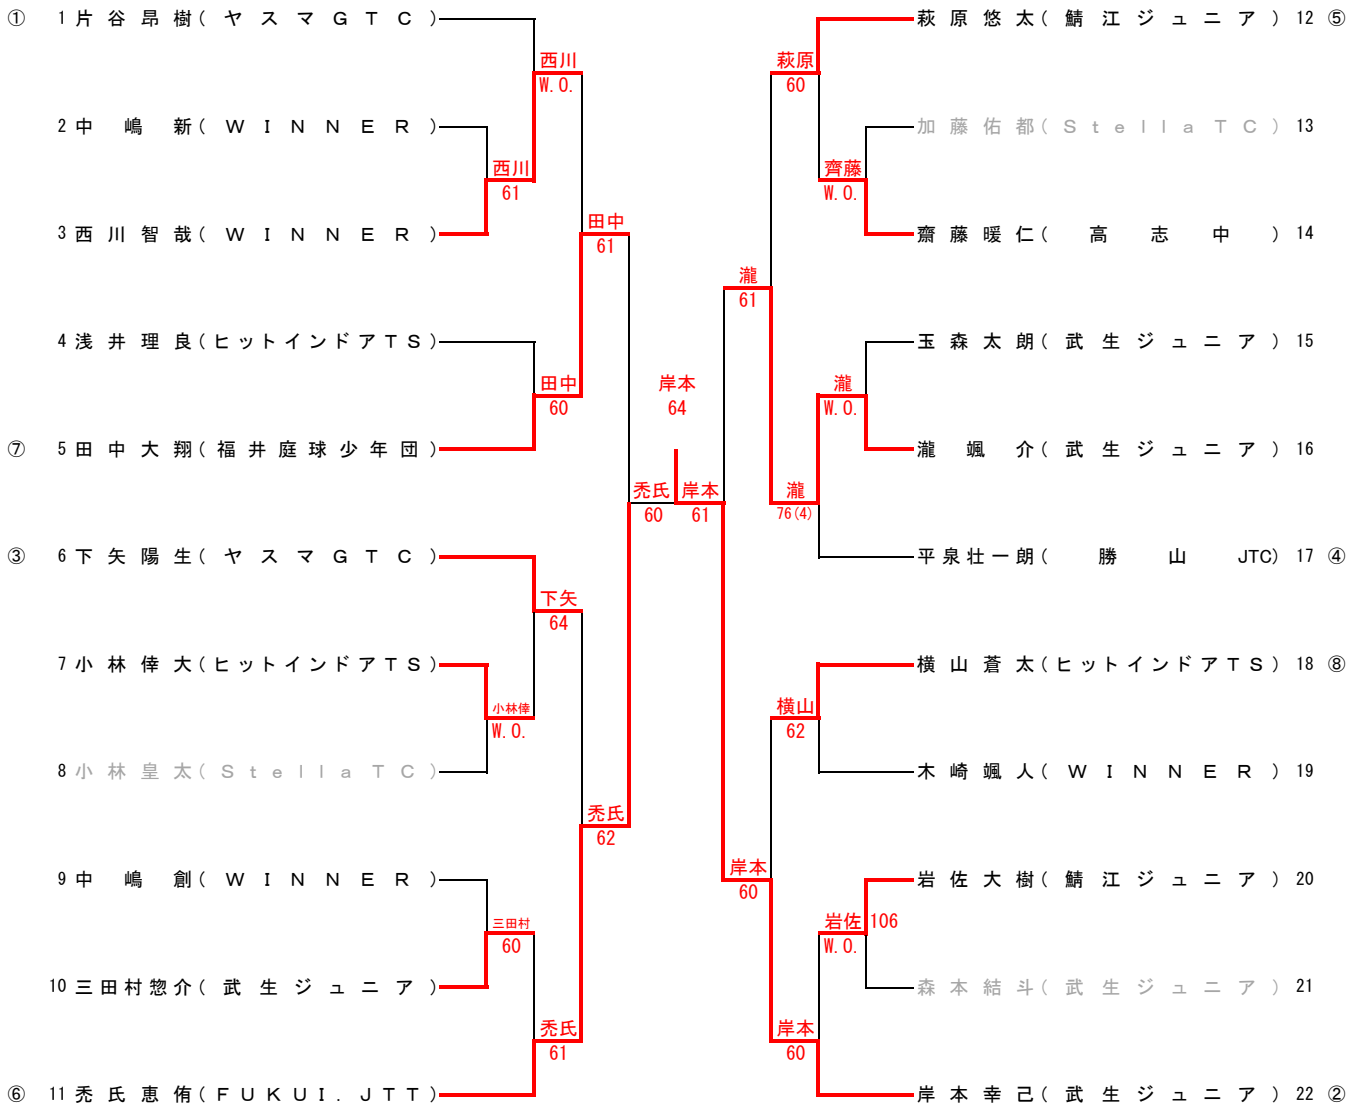 ① 1 片谷昂樹(ヤスマGTC)
西川
W.O.
2 中嶋新(WINNER)
西川
61
3 西川智哉(WINNER)
田中
61
4 浅井理良(ヒットインドアTS)
田中
60
⑦ 5 田中大翔(福井庭球少年団)
禿氏
60
③ 6 下矢陽生(ヤスマGTC)
下矢
64
7 小林倖大(ヒットインドアTS)
小林倖
W.O.
8 小林皇太(StellaTC)
禿氏
62
9 中嶋創(WINNER)
三田村
60
10 三田村惣介(武生ジュニア)
禿氏
61
⑥ 11 禿氏恵侑(FUKUI.JTT)
岸本
64
岸本
61
萩原悠太(鯖江ジュニア) 12 ⑤
萩原
60
加藤佑都(StellaTC) 13
齊藤
W.O.
齋藤暖仁(高志中) 14
瀧
61
玉森太朗(武生ジュニア) 15
瀧
W.O.
瀧颯介(武生ジュニア) 16
瀧
76(4)
平泉壮一朗(勝山JTC) 17 ④
横山蒼太(ヒットインドアTS) 18 ⑧
横山
62
木崎颯人(WINNER) 19
岸本
60
岩佐大樹(鯖江ジュニア) 20
岩佐 106
W.O.
森本結斗(武生ジュニア) 21
岸本
60
岸本幸己(武生ジュニア) 22 ②